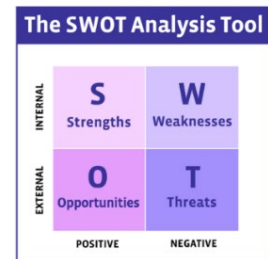 The SWOT Analysis Tool
INTERNAL
S
Strengths
W
Weaknesses
EXTERNAL
O
Opportunities
T
Threats
POSITIVE
NEGATIVE